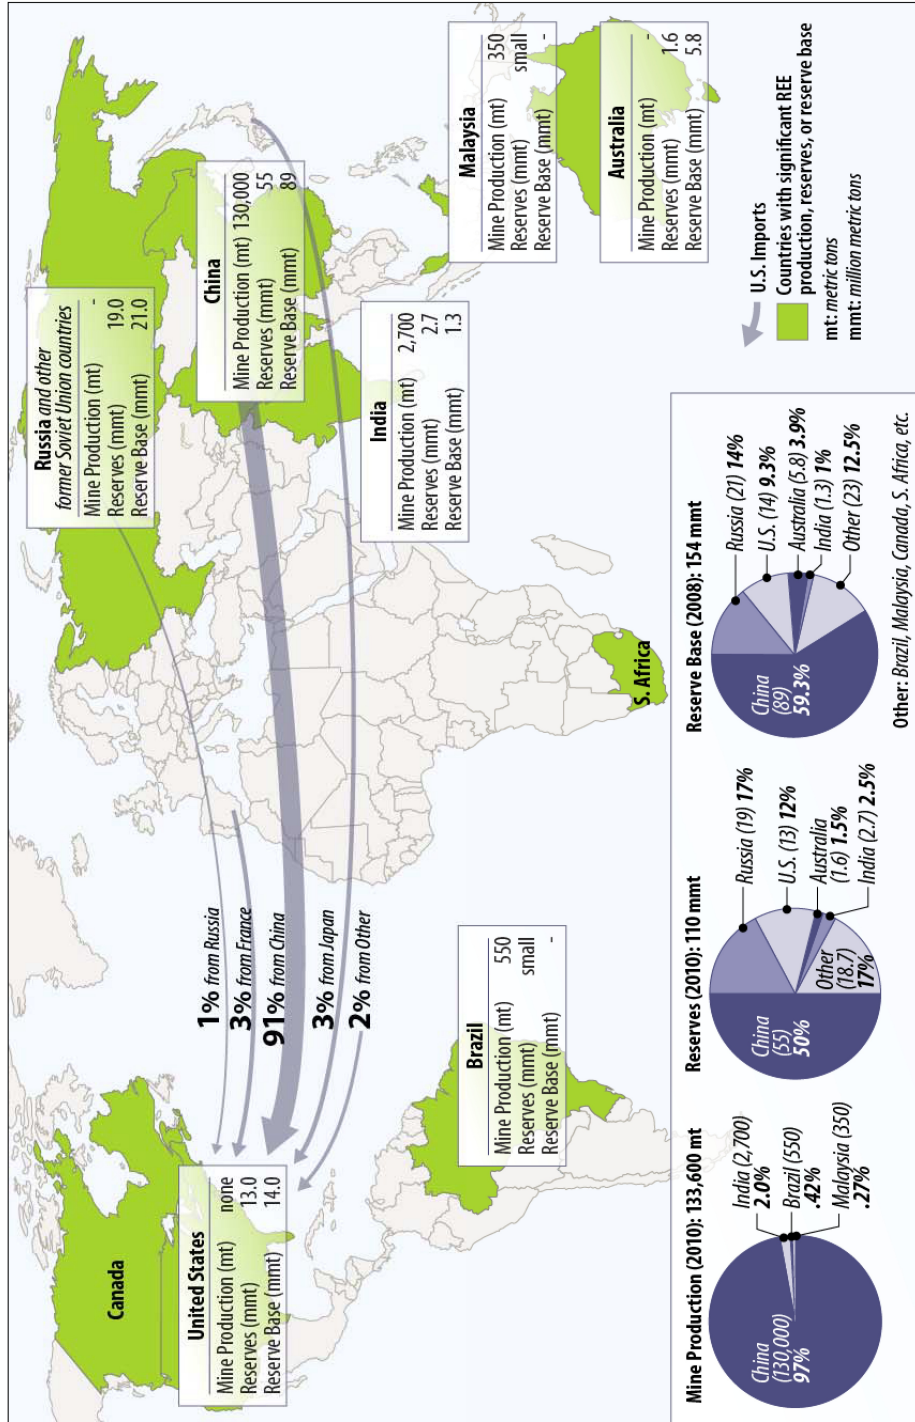 Canada
United States
Mine Production (mt) none
Reserves (mmt) 13.0
Reserve Base (mmt) 14.0
1% from Russia
3% from France
91% from China
3% from Japan
2% from Other
Brazil
Mine Production (mt) 550
Reserves (mmt) small
Reserve Base (mmt) -
Russia and other
former Soviet Union countries
Mine Production (mt) -
Reserves (mmt) 19.0
Reserve Base (mmt) 21.0
China
Mine Production (mt) 130,000
Reserves (mmt) 55
Reserve Base (mmt) 89
India
Mine Production (mt) 2,700
Reserves (mmt) 2.7
Reserve Base (mmt) 1.3
Malaysia
Mine Production (mt) 350
Reserves (mmt) small
Reserve Base (mmt) -
Australia
Mine Production (mt) -
Reserves (mmt) 1.6
Reserve Base (mmt) 5.8
S. Africa
Mine Production (2010): 133,600 mt
China
(130,000)
97%
India (2,700)
2.0%
Brazil (550)
.42%
Malaysia (350)
.27%
Reserves (2010): 110 mmt
China
(55)
50%
Russia (19) 17%
U.S. (13) 12%
Australia
(1.6) 1.5%
India (2.7) 2.5%
Other
(18.7)
17%
Reserve Base (2008): 154 mmt
China
(89)
59.3%
Russia (21) 14%
U.S. (14) 9.3%
Australia (5.8) 3.9%
India (1.3) 1%
Other (23) 12.5%
Other: Brazil, Malaysia, Canada, S. Africa, etc.
U.S. Imports
Countries with significant REE
production, reserves, or reserve base
mt: metric tons
mmt: million metric tons